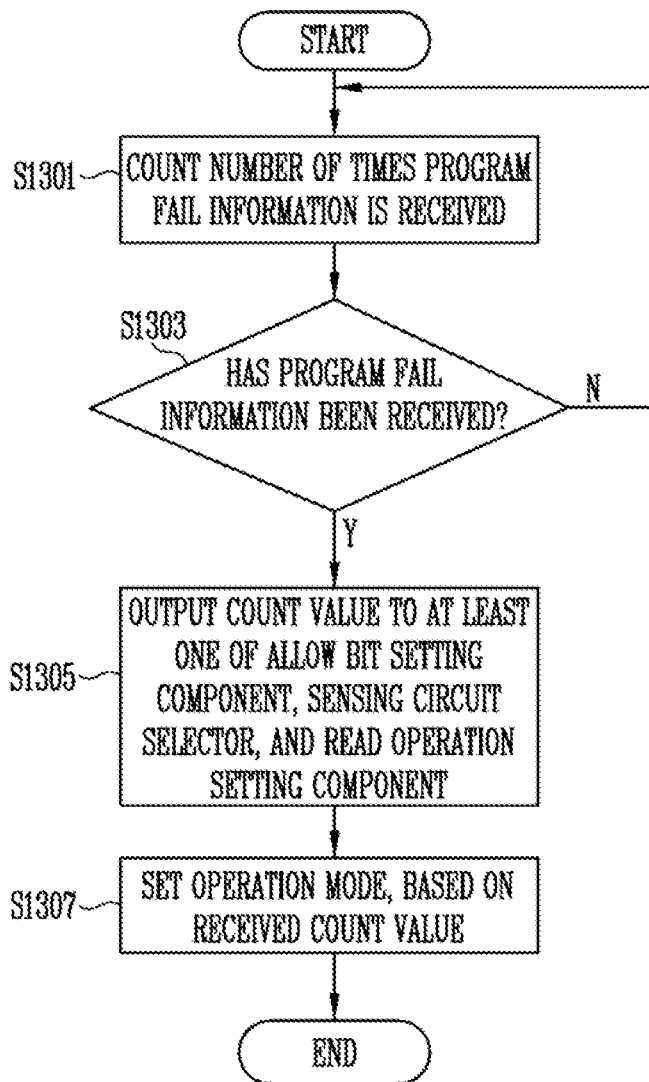 START
S1301
COUNT NUMBER OF TIMES PROGRAM
FAIL INFORMATION IS RECEIVED
S1303
HAS PROGRAM FAIL
INFORMATION BEEN RECEIVED?
N
Y
S1305
OUTPUT COUNT VALUE TO AT LEAST
ONE OF ALLOW BIT SETTING
COMPONENT, SENSING CIRCUIT
SELECTOR, AND READ OPERATION
SETTING COMPONENT
S1307
SET OPERATION MODE, BASED ON
RECEIVED COUNT VALUE
END